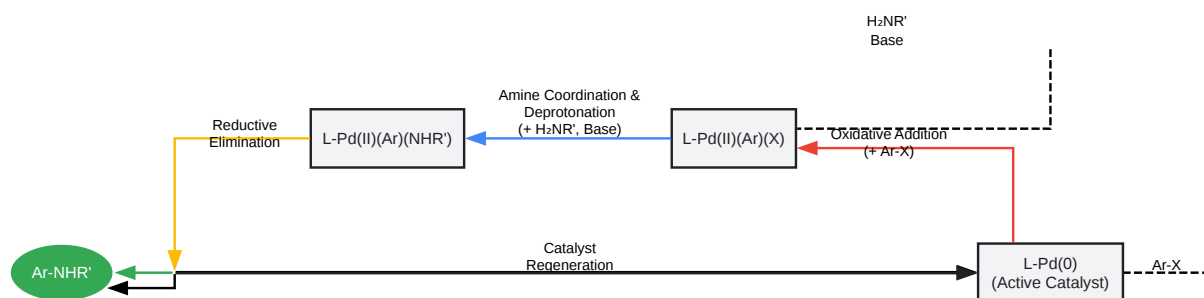 H₂NR'
Base
Amine Coordination &
Deprotonation
(+ H₂NR', Base)
Reductive
Elimination
L-Pd(II)(Ar)(NHR')
L-Pd(II)(Ar)(X)
Oxidative Addition
(+ Ar-X)
Catalyst
Regeneration
Ar-NHR'
L-Pd(0)
(Active Catalyst)
Ar-X